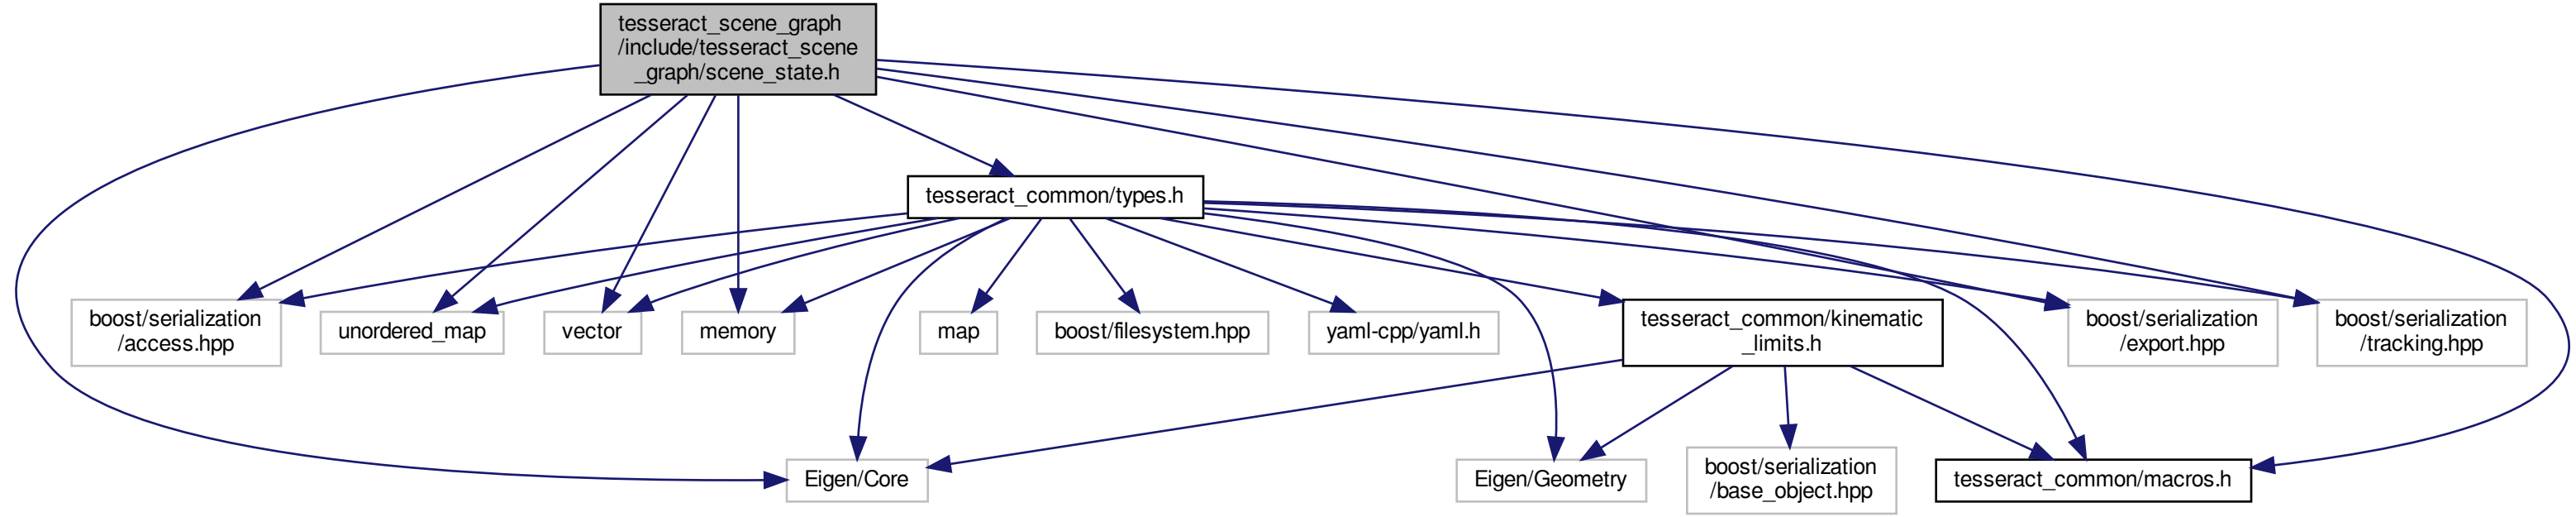 tesseract_scene_graph
/include/tesseract_scene
_graph/scene_state.h
tesseract_common/types.h
boost/serialization
/access.hpp
unordered_map
vector
memory
map
boost/filesystem.hpp
yaml-cpp/yaml.h
tesseract_common/kinematic
_limits.h
boost/serialization
/export.hpp
boost/serialization
/tracking.hpp
Eigen/Core
Eigen/Geometry
boost/serialization
/base_object.hpp
tesseract_common/macros.h